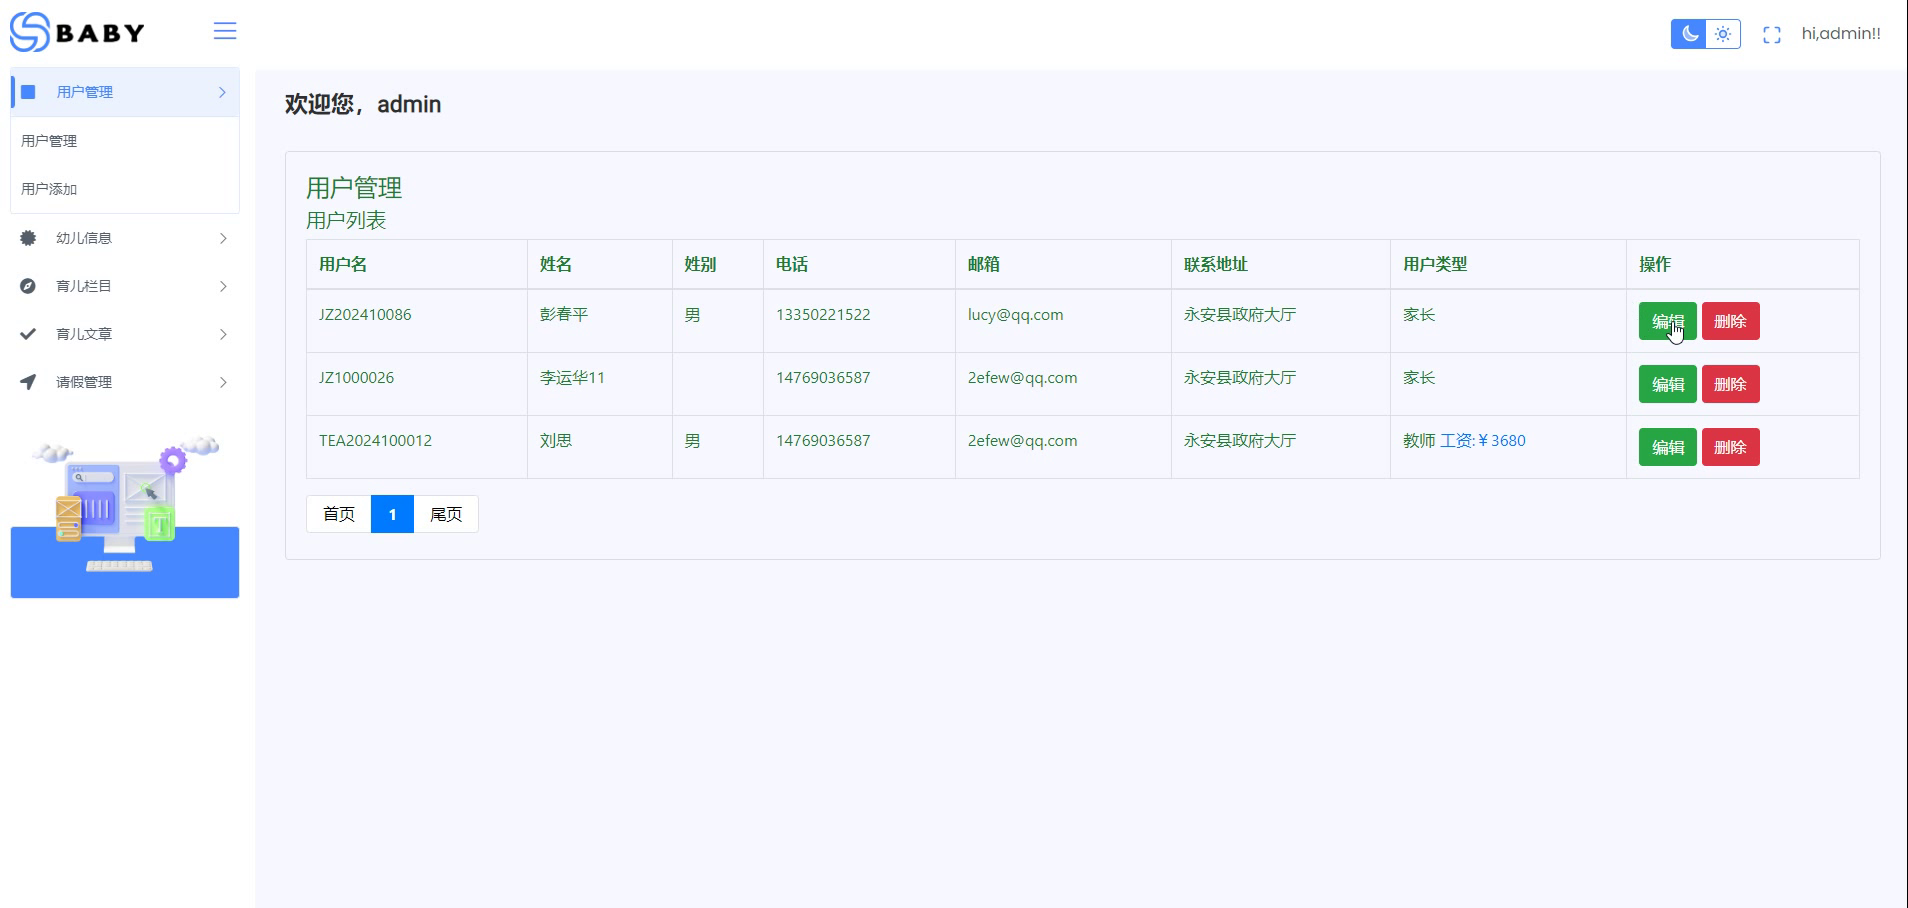 BABY
hi,admin!!
用户管理
用户管理
用户添加
幼儿信息
育儿栏目
育儿文章
请假管理
欢迎您，admin
用户管理
用户列表
用户名 姓名 姓别 电话 邮箱 联系地址 用户类型 操作
JZ202410086 彭春平 男 13350221522 lucy@qq.com 永安县政府大厅 家长 编辑 删除
JZ1000026 李运华11 14769036587 2efew@qq.com 永安县政府大厅 家长 编辑 删除
TEA2024100012 刘思 男 14769036587 2efew@qq.com 永安县政府大厅 教师 工资:￥3680 编辑 删除
首页 1 尾页